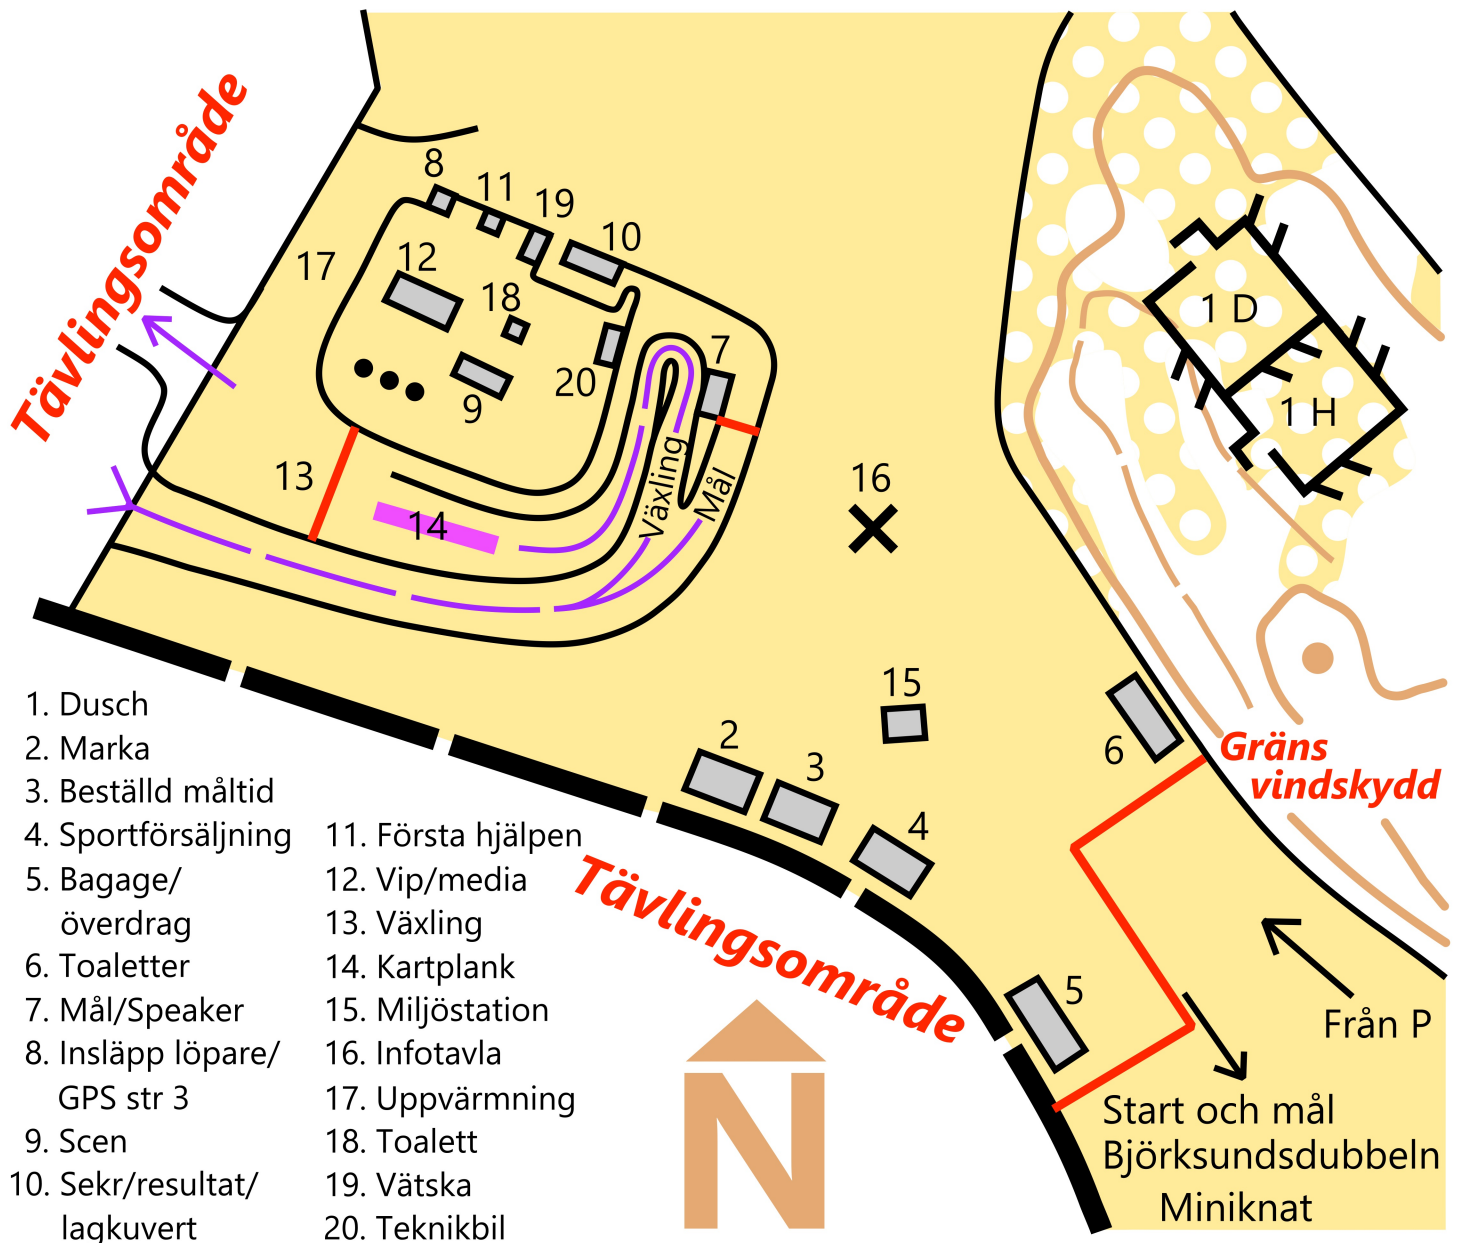 Tävlingsområde
8
11
19
10
17
12
18
7
20
9
13
14
Växling
Mål
16
1 D
1 H
15
2
3
4
6
5
Gräns
vindskydd
Tävlingsområde
Från P
Start och mål
Björksundsdubbeln
Miniknat
N
1. Dusch
2. Marka
3. Beställd måltid
4. Sportförsäljning
5. Bagage/
överdrag
6. Toaletter
7. Mål/Speaker
8. Insläpp löpare/
GPS str 3
9. Scen
10. Sekr/resultat/
lagkuvert
11. Första hjälpen
12. Vip/media
13. Växling
14. Kartplank
15. Miljöstation
16. Infotavla
17. Uppvärmning
18. Toalett
19. Vätska
20. Teknikbil